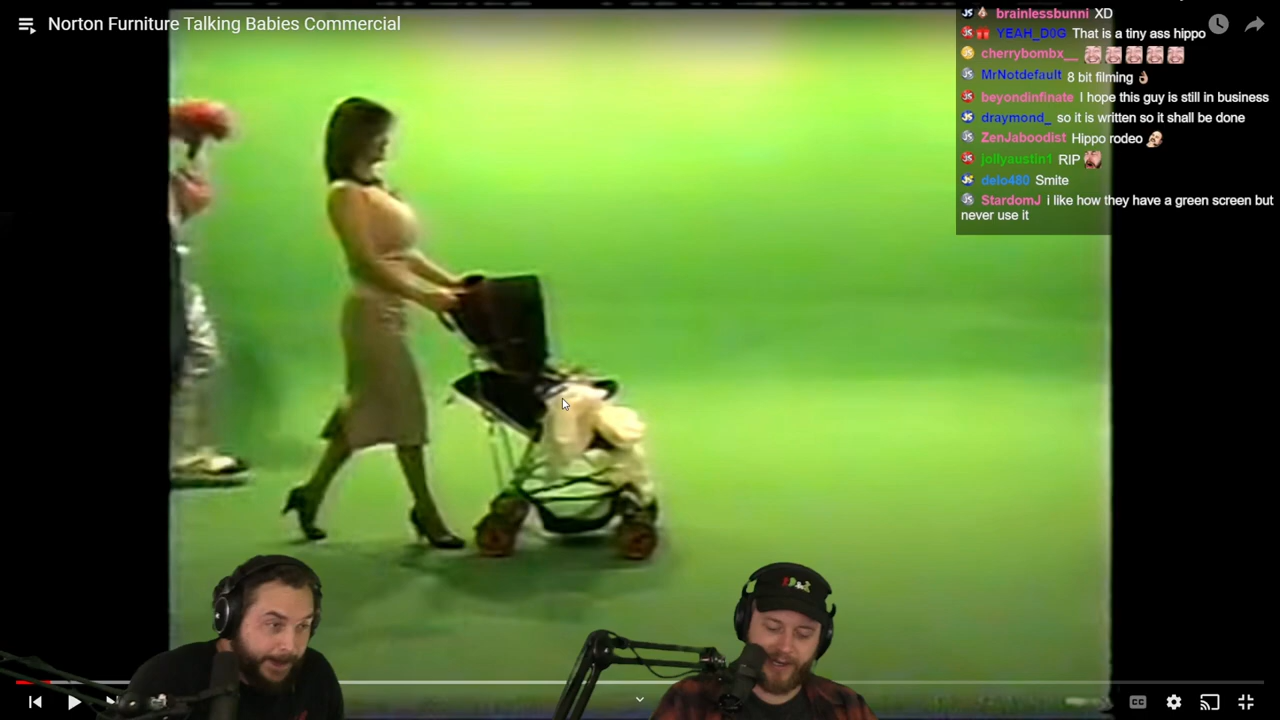 Norton Furniture Talking Babies Commercial
brainlessbunni XD
YEAH_D0G That is a tiny ass hippo
cherrybombx__
MrNotdefault 8 bit filming
beyondinfinate I hope this guy is still in business
draymond_ so it is written so it shall be done
ZenJaboodist Hippo rodeo
jollyaustin1 RIP
delo480 Smite
StardomJ i like how they have a green screen but
never use it
CC